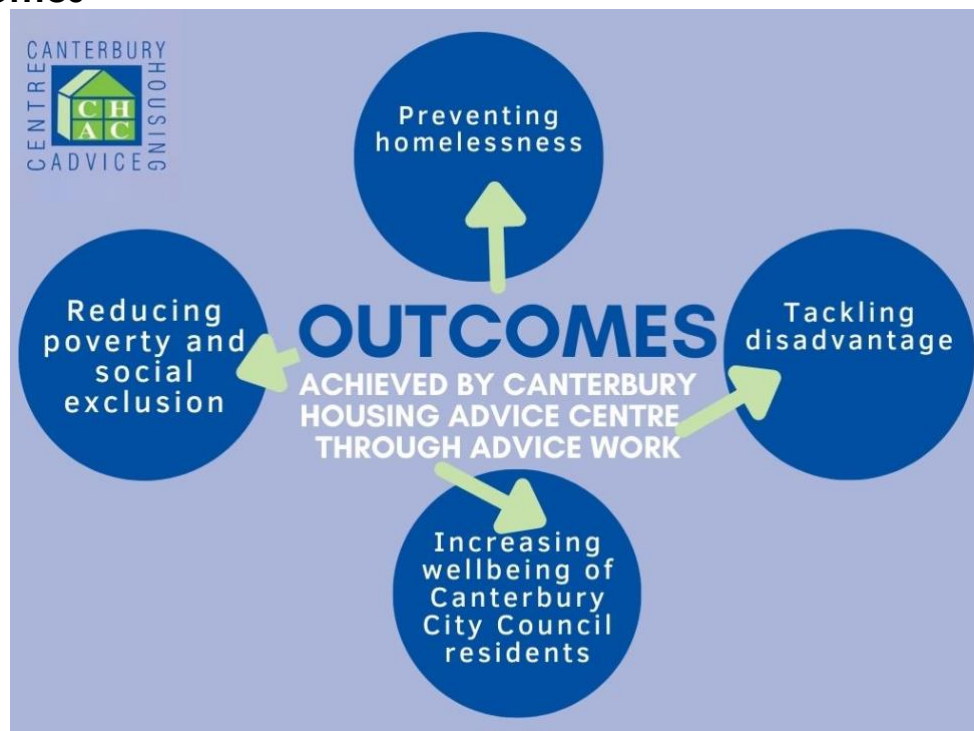 CANTERBURY
HOUSING
ADVICE
CENTRE
CH
AC
Preventing
homelessness
Reducing
poverty and
social
exclusion
OUTCOMES
ACHIEVED BY CANTERBURY
HOUSING ADVICE CENTRE
THROUGH ADVICE WORK
Tackling
disadvantage
Increasing
wellbeing of
Canterbury
City Council
residents